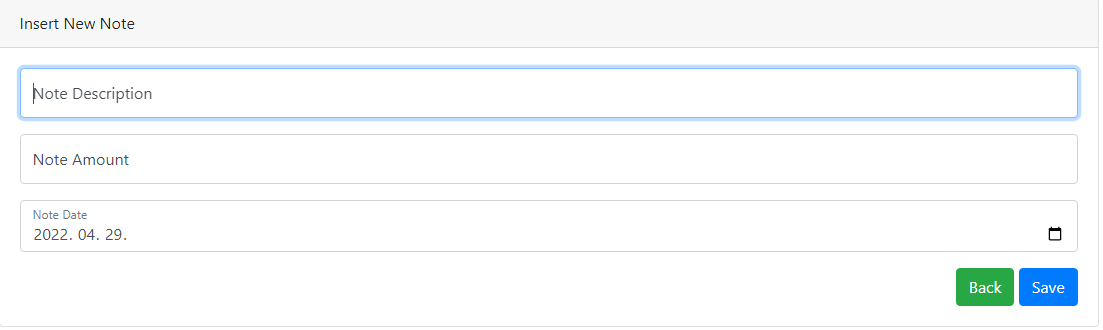 Insert New Note
Note Description
Note Amount
Note Date
2022. 04. 29.
Back Save